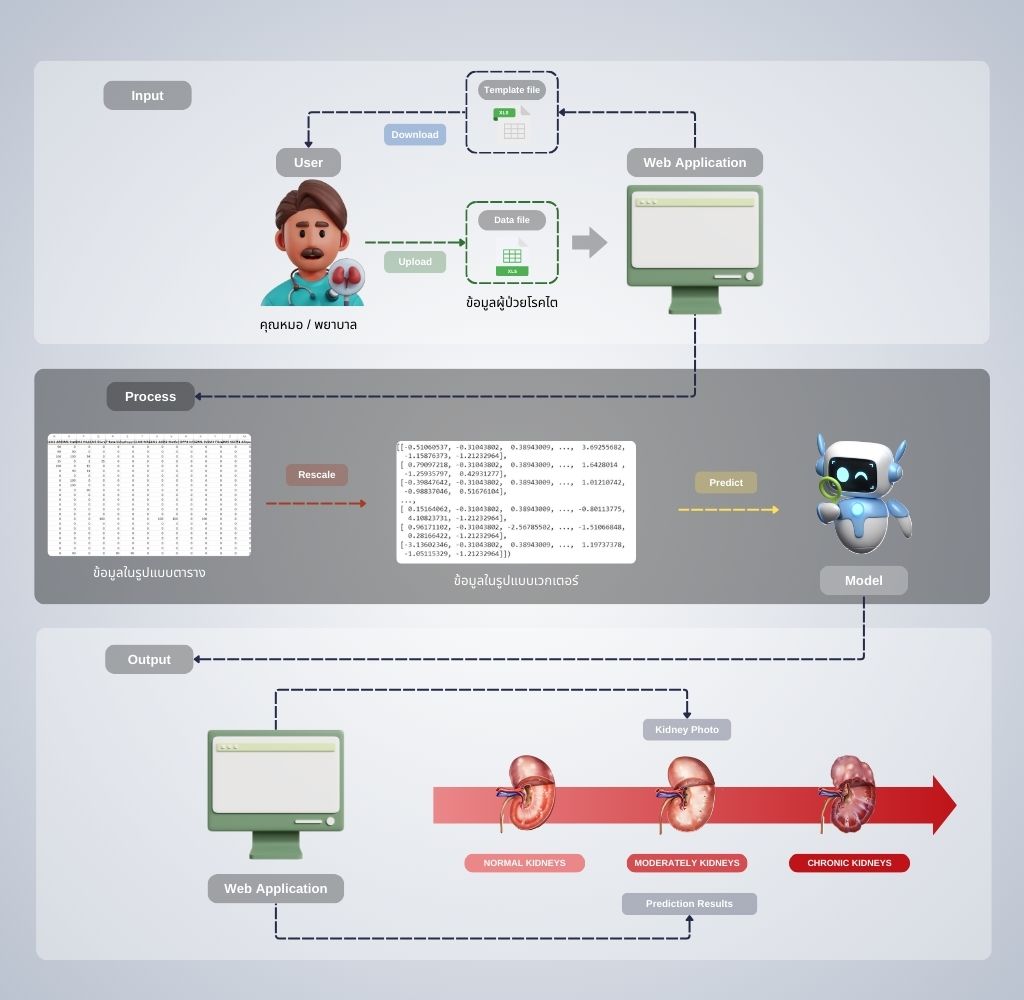 Input
Template file
XLS
Download
User
Web Application
Data file
XLS
Upload
ข้อมูลผู้ป่วยโรคไต
คุณหมอ / พยาบาล
Process
[[-0.51060537, -0.31043802, 0.38943009, ..., 3.69255682,
-1.15876373, -1.21232964],
[ 0.79097218, -0.31043802, 0.38943009, ..., 1.6428014 ,
-1.25935797, 0.42931277],
[-0.39847642, -0.31043802, 0.38943009, ..., 1.01210742,
-0.98837046, 0.51676104],
...,
[ 0.15164062, -0.31043802, 0.38943009, ..., -0.80113775,
4.10823731, -1.21232964],
[ 0.96171102, -0.31043802, -2.56785502, ..., -1.51066848,
0.28166422, -1.21232964],
[-3.13602346, -0.31043802, 0.38943009, ..., 1.19737378,
-1.05115329, -1.21232964]])
Rescale
Predict
ข้อมูลในรูปแบบตาราง
ข้อมูลในรูปแบบเวกเตอร์
Model
Output
Kidney Photo
NORMAL KIDNEYS
MODERATELY KIDNEYS
CHRONIC KIDNEYS
Web Application
Prediction Results